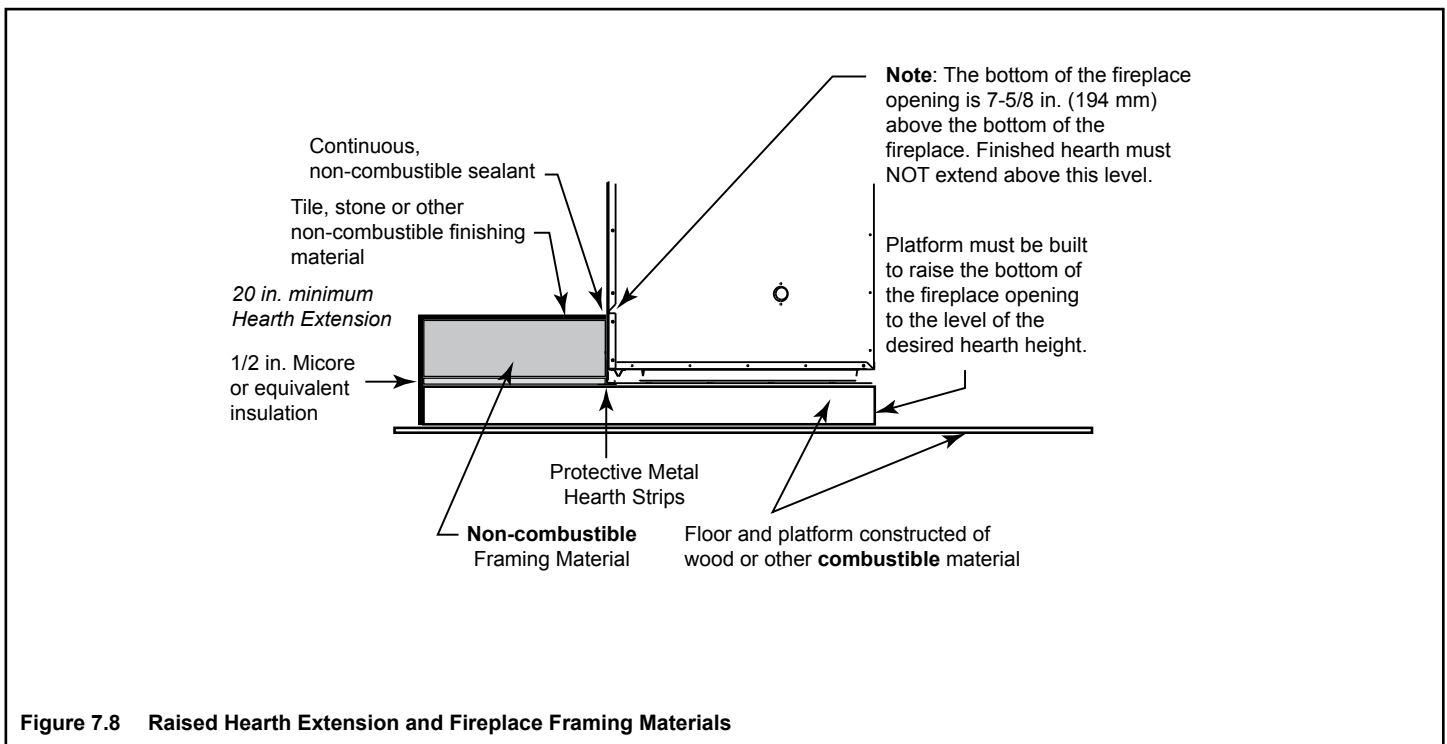 Note: The bottom of the fireplace
opening is 7-5/8 in. (194 mm)
above the bottom of the
fireplace. Finished hearth must
NOT extend above this level.
Continuous,
non-combustible sealant
Tile, stone or other
non-combustible finishing
material
20 in. minimum
Hearth Extension
1/2 in. Micore
or equivalent
insulation
Platform must be built
to raise the bottom of
the fireplace opening
to the level of the
desired hearth height.
Protective Metal
Hearth Strips
Non-combustible
Framing Material
Floor and platform constructed of
wood or other combustible material
Figure 7.8 Raised Hearth Extension and Fireplace Framing Materials